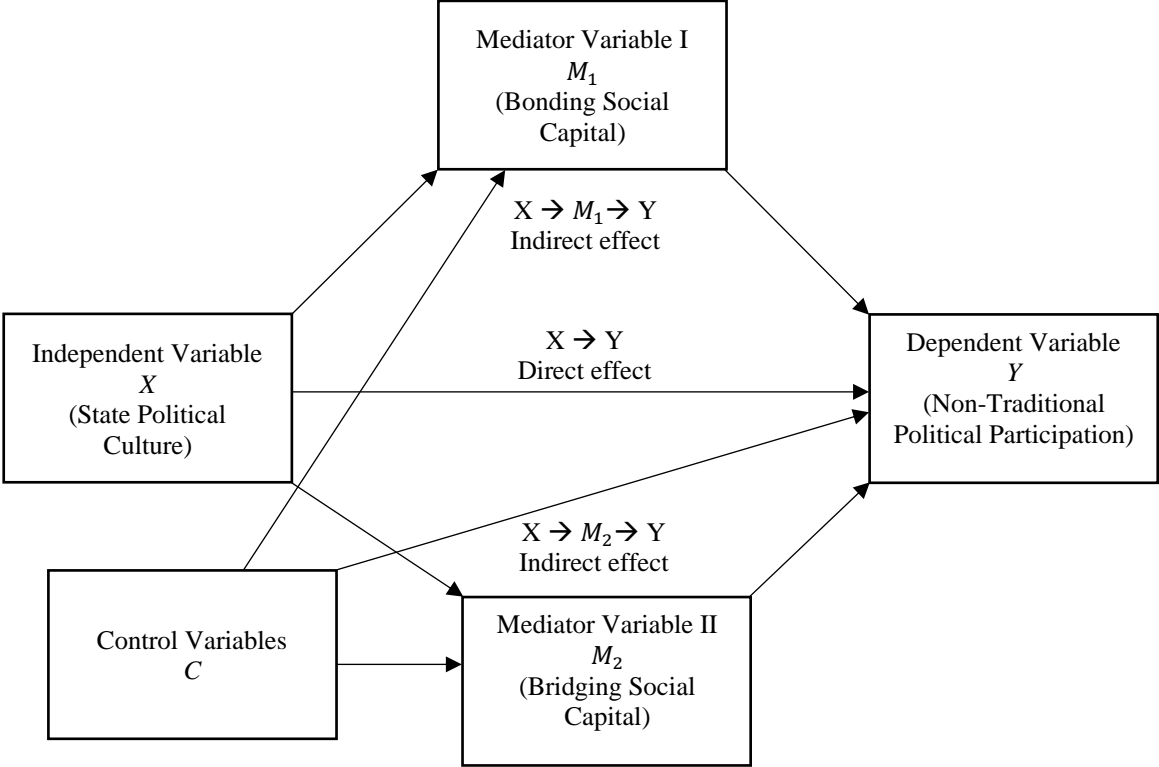 Mediator Variable I
M₁
(Bonding Social
Capital)
X → M₁→ Y
Indirect effect
Independent Variable
X
(State Political
Culture)
X → Y
Direct effect
Dependent Variable
Y
(Non-Traditional
Political Participation)
X → M₂→ Y
Indirect effect
Control Variables
C
Mediator Variable II
M₂
(Bridging Social
Capital)